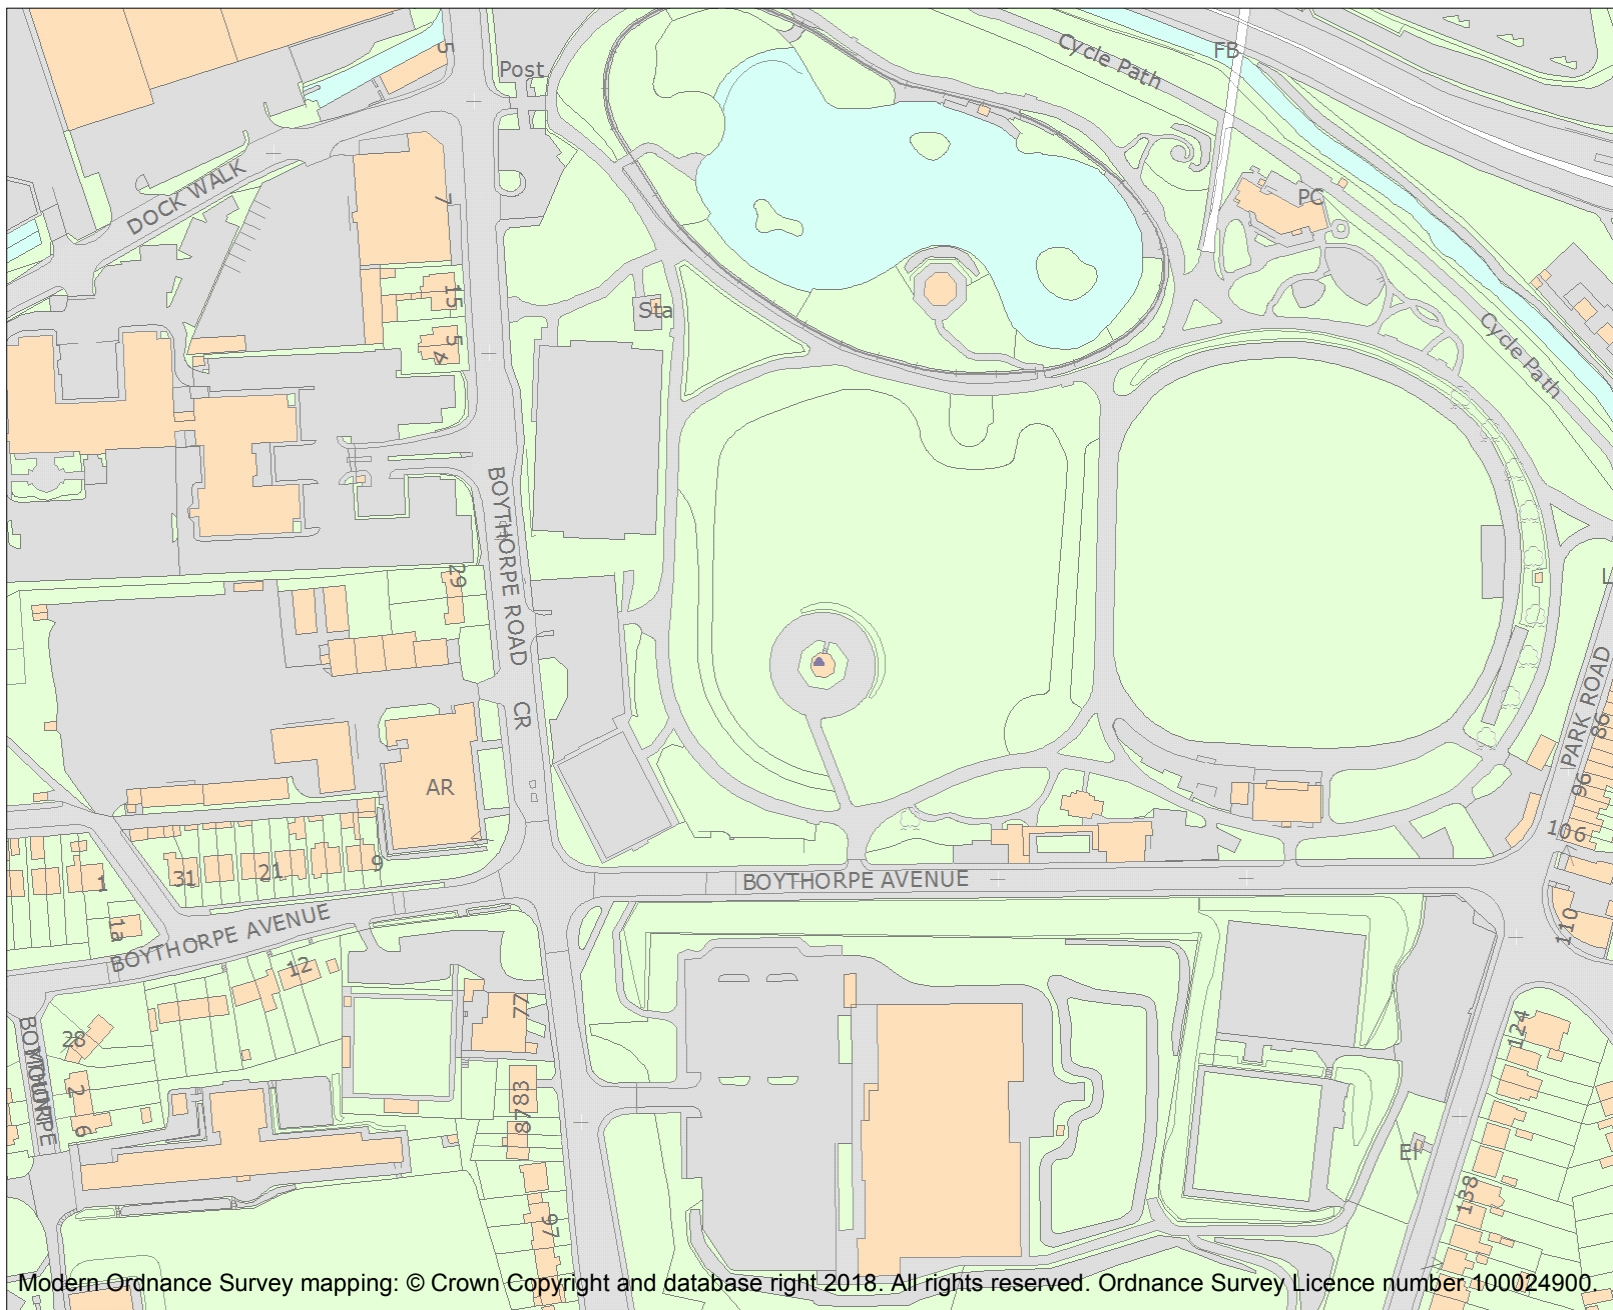 5
Post
Cycle Path
FB
DOCK WALK
7
PC
15
Sta
5
4
Cycle Path
BOYTHORPE ROAD
29
L
PARK ROAD
86
CR
AR
96
106
31
21
9
1
BOYTHORPE AVENUE
1a
BOYTHORPE AVENUE
110
12
77
28
124
BOYTHORPE
MOUNT
2
6
83
87
El
138
97
Modern Ordnance Survey mapping: © Crown Copyright and database right 2018. All rights reserved. Ordnance Survey Licence number 100024900.